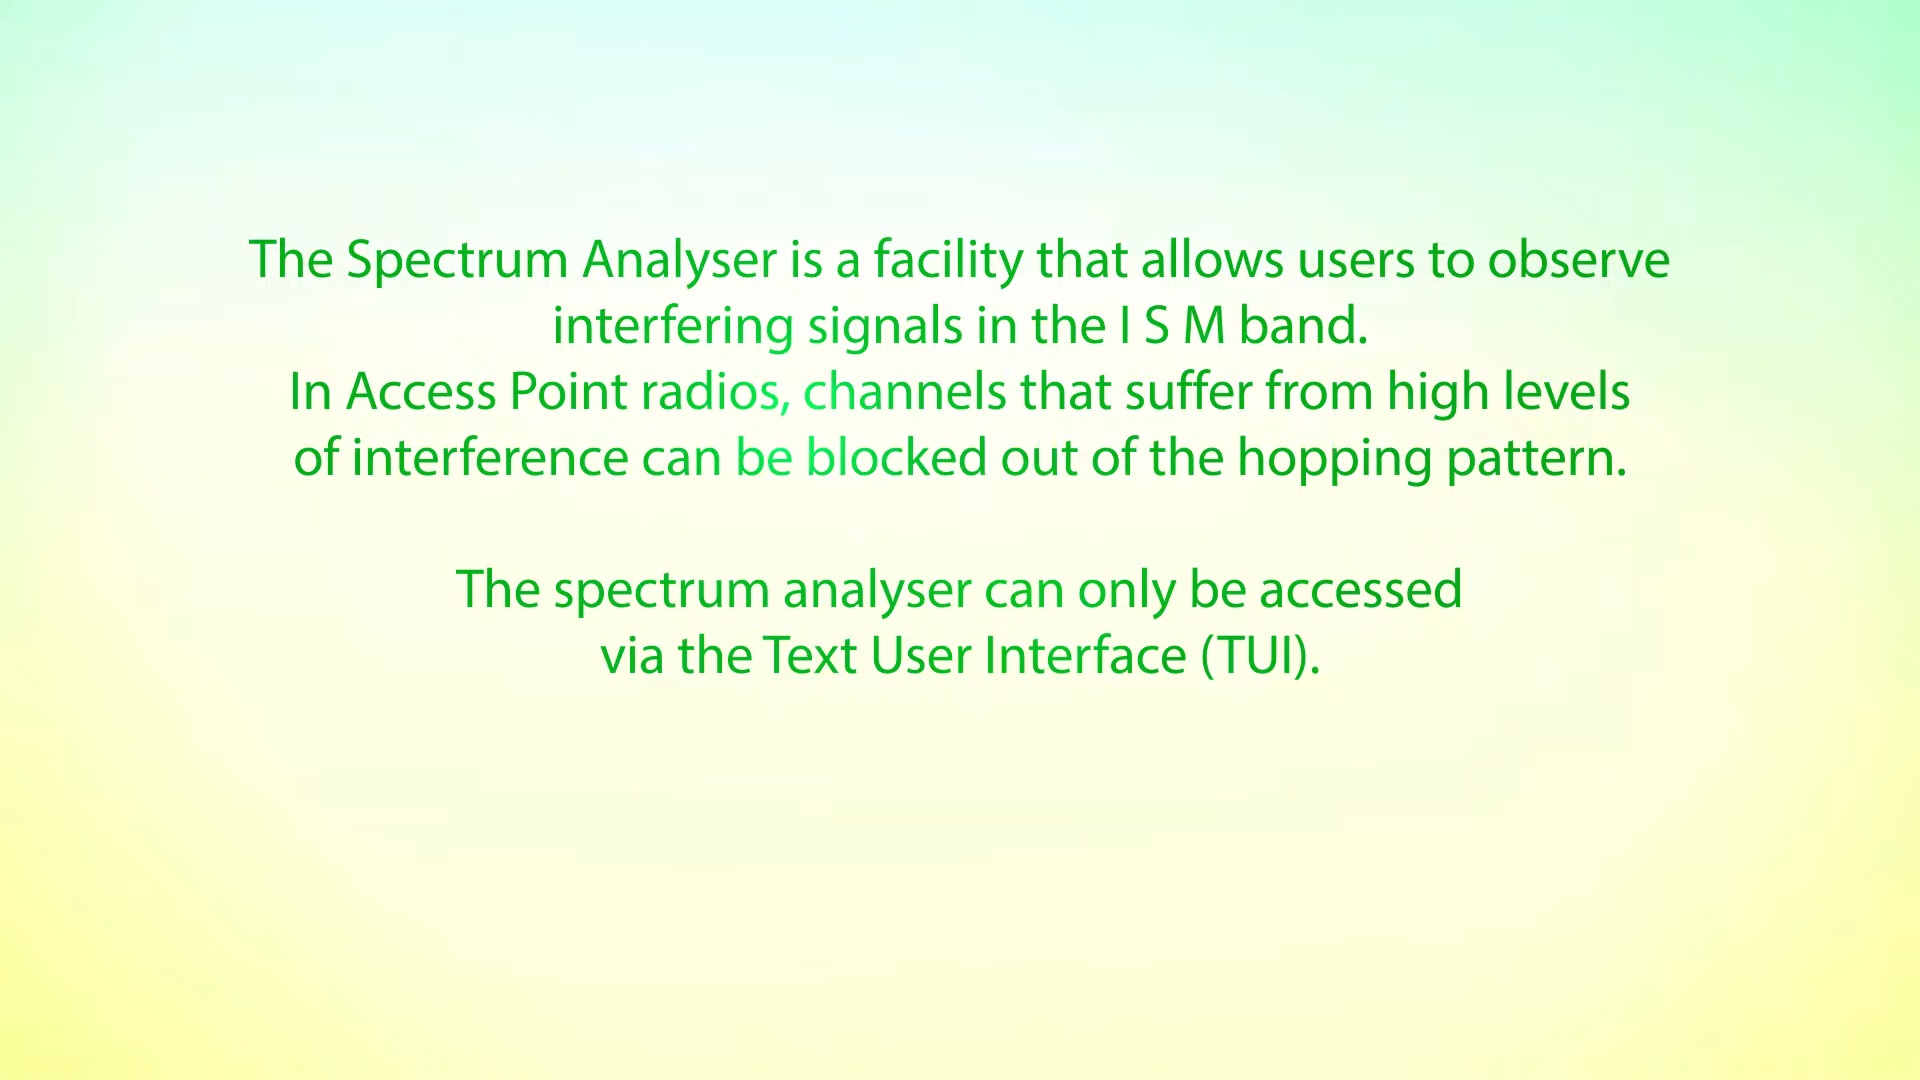 The Spectrum Analyser is a facility that allows users to observe
interfering signals in the I S M band.
In Access Point radios, channels that suffer from high levels
of interference can be blocked out of the hopping pattern.
The spectrum analyser can only be accessed
via the Text User Interface (TUI).